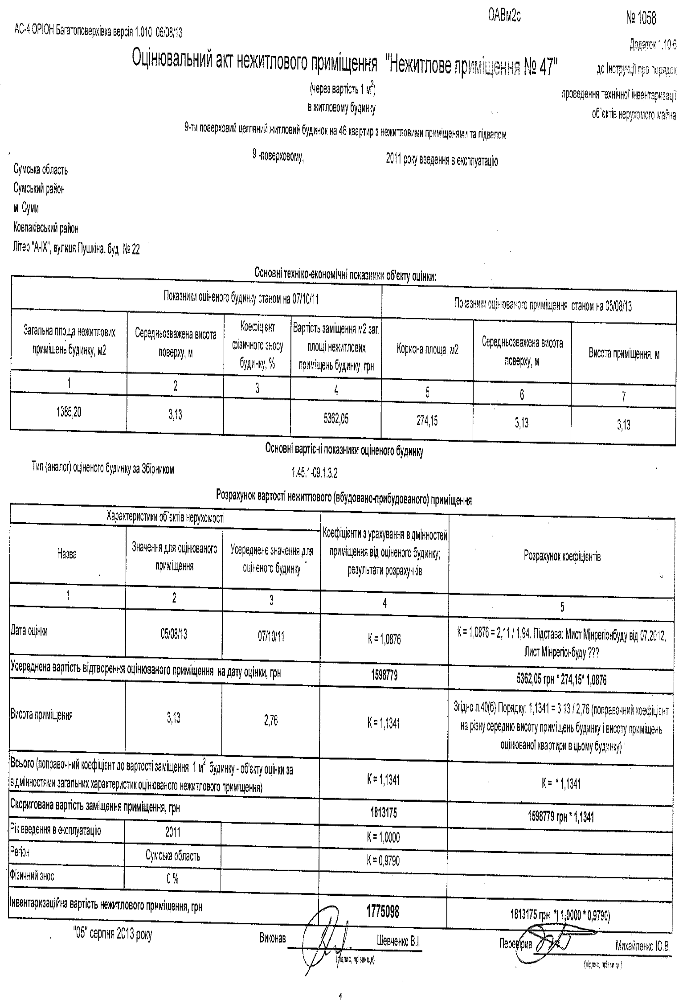 ОАВм2с
№ 1058
АС-4 ОРІОН Багатоповерхівка версія 1.010 06/08/13
Додаток 1.10.6
Оцінювальний акт нежитлового приміщення "Нежитлове приміщення № 47"
до Інструкції про порядок
(через вартість 1 м²)
проведення технічної інвентаризації
в житловому будинку
об`єктів нерухомого майна
9-ти поверховий цегляний житловий будинок на 46 квартир з нежитловими приміщенями та підвалом
9 -поверховому,
2011 року введення в експлуатацію
Сумська область
Сумський район
м. Суми
Ковпаківський район
Літер "А-ІХ", вулиця Пушкіна, буд. № 22
Основні техніко-економічні показники об'єкту оцінки:
Показники оціненого будинку станом на 07/10/11
Показники оцінюваного приміщення станом на 05/08/13
Загальна площа нежитлових
приміщень будинку, м2
Середньозважена висота
поверху, м
Коефіцієнт
фізичного зносу
будинку, %
Вартість заміщення м2 заг.
площі нежитлових
приміщень будинку, грн
Корисна площа, м2
Середньозважена висота
поверху, м
Висота приміщення, м
1
2
3
4
5
6
7
1385,20
3,13
5362,05
274,15
3,13
3,13
Основні вартісні показники оціненого будинку
Тип (аналог) оціненого будинку за Збірником
1.45.1-09.1.3.2
Розрахунок вартості нежитлового (вбудовано-прибудованого) приміщення
Характеристики об`єктів нерухомості
Назва
Значення для оцінюваного
приміщення
Усереднене значення для
оціненого будинку
Коефіцієнти з урахування відмінностей
приміщення від оціненого будинку;
результати розрахунків
Розрахунок коефіцієнтів
1
2
3
4
5
Дата оцінки
05/08/13
07/10/11
К = 1,0876
К = 1,0876 = 2,11 / 1,94. Підстава: Мист Мінрегіонбуду від 07.2012,
Лист Мінрегіонбуду ???
Усереднена вартість відтворення оцінюваного приміщення на дату оцінки, грн
1598779
5362,05 грн * 274,15* 1,0876
Висота приміщення
3,13
2,76
К = 1,1341
Згідно п.40(б) Порядку: 1,1341 = 3,13 / 2,76 (поправочний коефіцієнт
на різну середню висоту приміщень будинку і висоту приміщень
оцінюваної квартири в цьому будинку)
Всього (поправочний коефіцієнт до вартості заміщення 1 м² будинку - об'єкту оцінки за
відмінностями загальних характеристик оцінюваного нежитлового приміщення)
К = 1,1341
К = * 1,1341
Скоригована вартість заміщення приміщення, грн
1813175
1598779 грн * 1,1341
Рік введення в експлуатацію
2011
К = 1,0000
Регіон
Сумська область
К = 0,9790
Фізичний знос
0 %
Інвентаризаційна вартість нежитлового приміщення, грн
1775098
1813175 грн *( 1,0000 * 0,9790)
"05" серпня 2013 року
Виконав
Шевченко В.І.
Перевірив
Михайленко Ю.В.
(підпис, прізвище)
(підпис, прізвище)
1